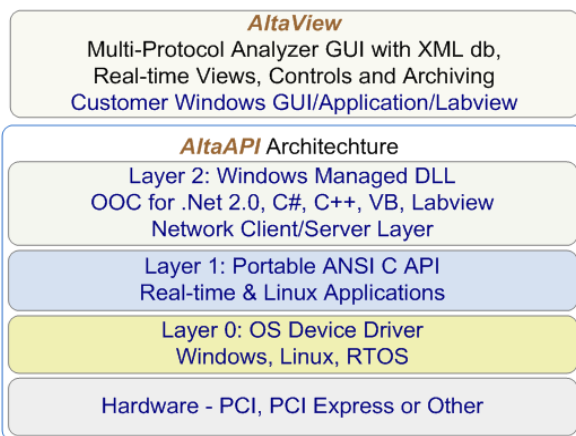 AltaView
Multi-Protocol Analyzer GUI with XML db,
Real-time Views, Controls and Archiving
Customer Windows GUI/Application/Labview
AltaAPI Architechture
Layer 2: Windows Managed DLL
OOC for .Net 2.0, C#, C++, VB, Labview
Network Client/Server Layer
Layer 1: Portable ANSI C API
Real-time & Linux Applications
Layer 0: OS Device Driver
Windows, Linux, RTOS
Hardware - PCI, PCI Express or Other